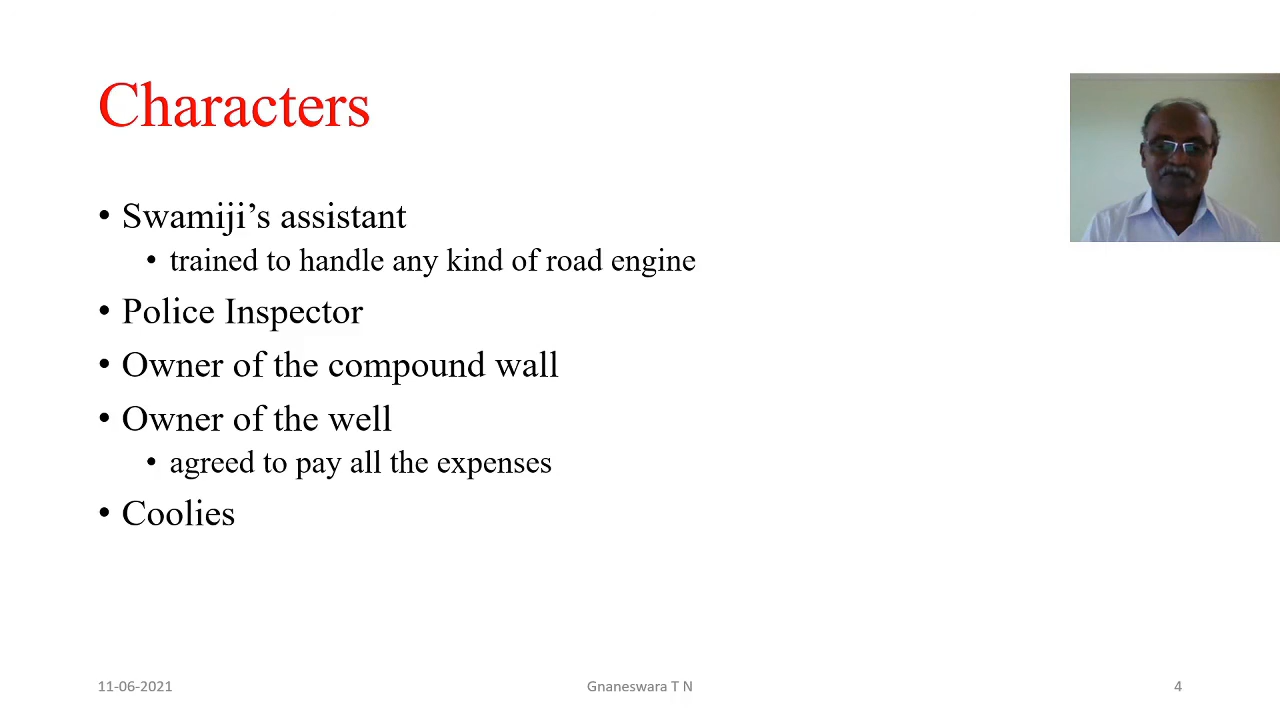 Characters
• Swamiji’s assistant
• trained to handle any kind of road engine
• Police Inspector
• Owner of the compound wall
• Owner of the well
• agreed to pay all the expenses
• Coolies
11-06-2021
Gnaneswara T N
4